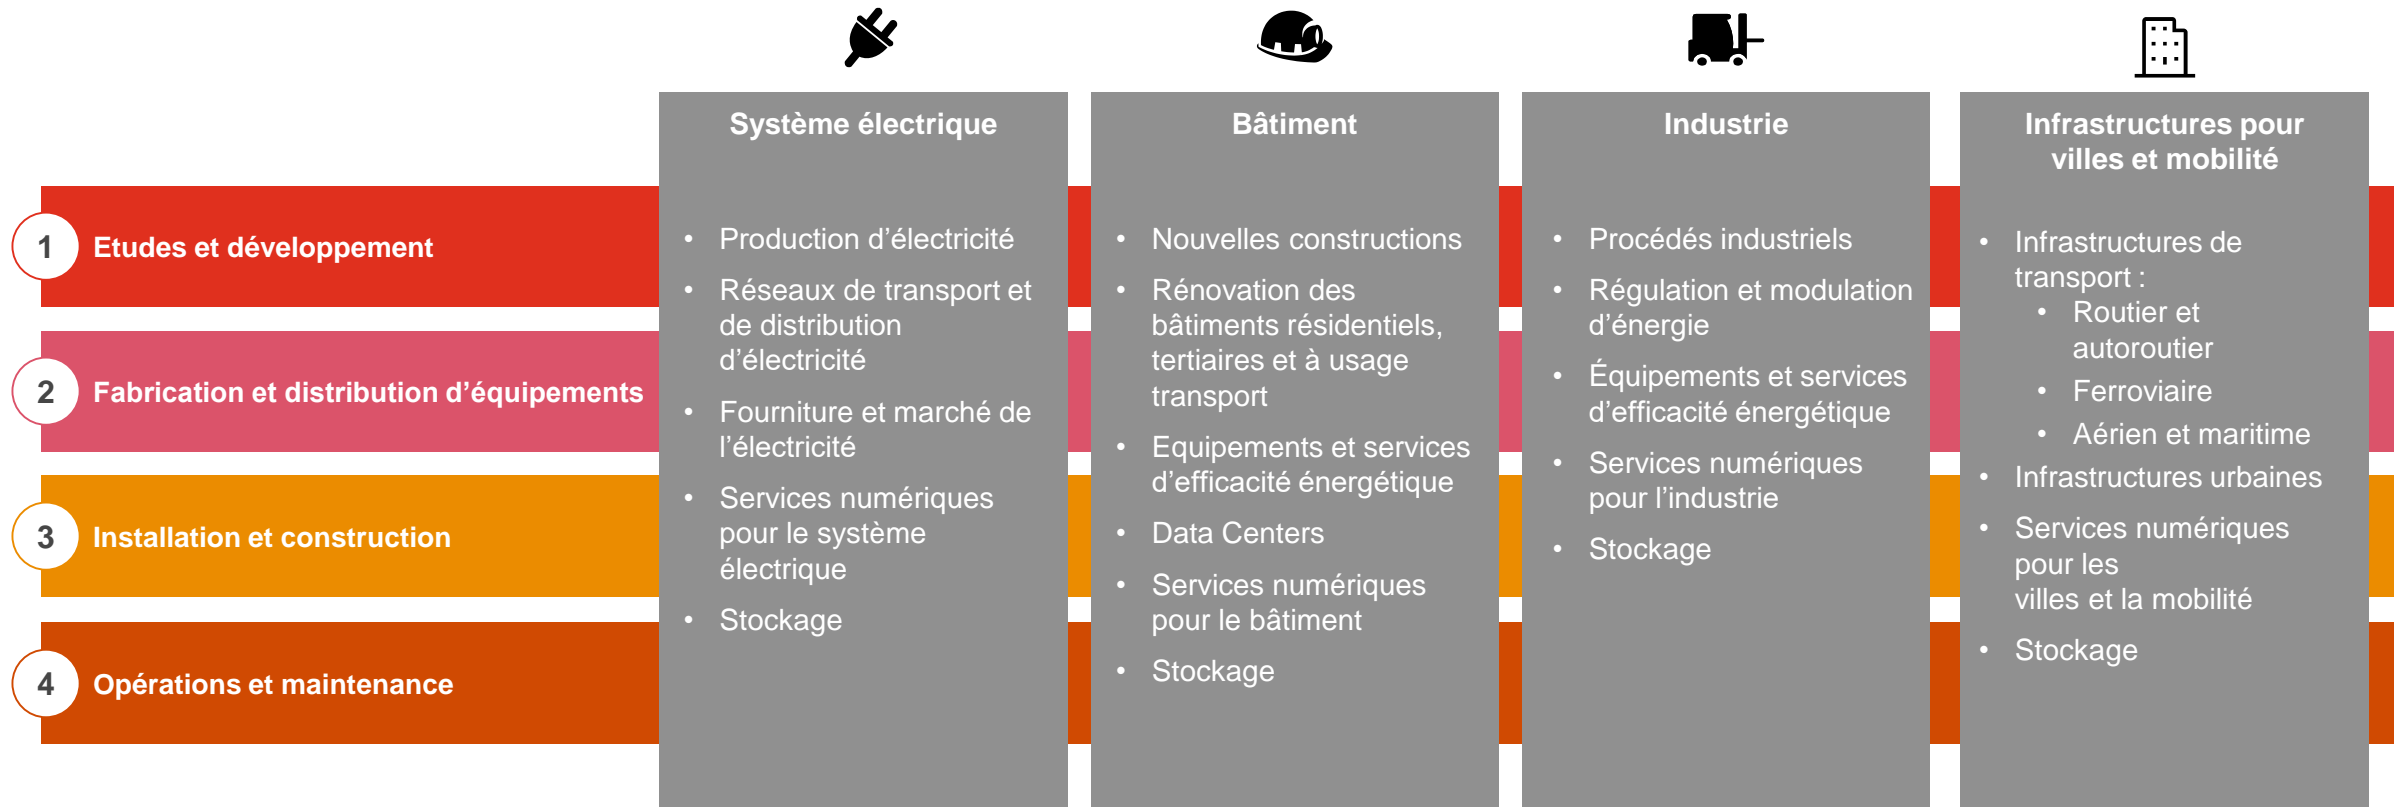 Système électrique
Bâtiment
Industrie
Infrastructures pour
villes et mobilité
1
Etudes et développement
2
Fabrication et distribution d’équipements
3
Installation et construction
4
Opérations et maintenance
• Production d’électricité
• Réseaux de transport et
de distribution
d’électricité
• Fourniture et marché de
l’électricité
• Services numériques
pour le système
électrique
• Stockage
• Nouvelles constructions
• Rénovation des
bâtiments résidentiels,
tertiaires et à usage
transport
• Equipements et services
d’efficacité énergétique
• Data Centers
• Services numériques
pour le bâtiment
• Stockage
• Procédés industriels
• Régulation et modulation
d’énergie
• Équipements et services
d’efficacité énergétique
• Services numériques
pour l’industrie
• Stockage
• Infrastructures de
transport :
• Routier et
autoroutier
• Ferroviaire
• Aérien et maritime
• Infrastructures urbaines
• Services numériques
pour les
villes et la mobilité
• Stockage